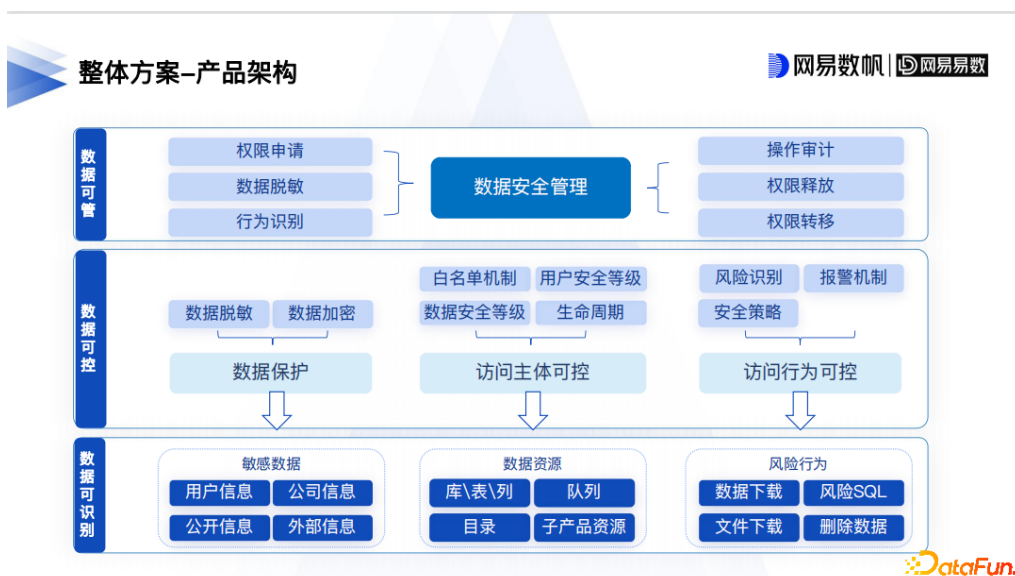 整体方案–产品架构
网易数帆
网易易数
数据可管
权限申请
数据脱敏
行为识别
数据安全管理
操作审计
权限释放
权限转移
数据可控
数据脱敏
数据加密
数据保护
白名单机制
用户安全等级
数据安全等级
生命周期
访问主体可控
风险识别
报警机制
安全策略
访问行为可控
数据可识别
敏感数据
用户信息
公司信息
公开信息
外部信息
数据资源
库\表\列
队列
目录
子产品资源
风险行为
数据下载
风险SQL
文件下载
删除数据
DataFun.